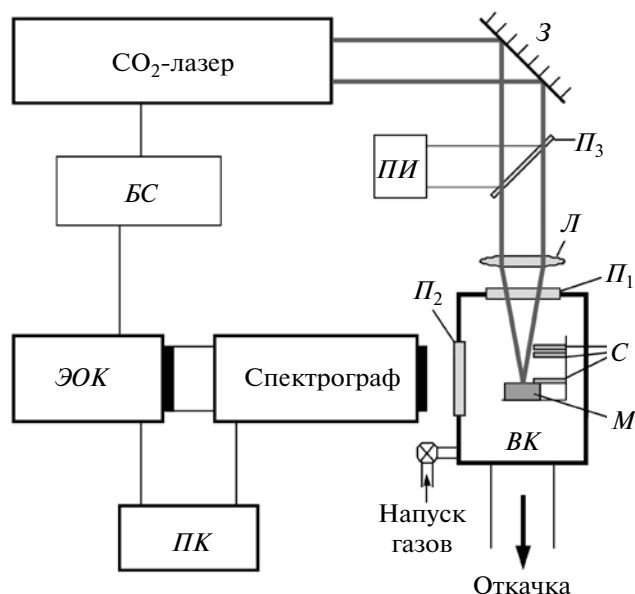 З
CO₂-лазер
П₃
ПИ
БС
Л
П₁
П₂
С
ЭОК
Спектрограф
М
ВК
Напуск
газов
ПК
Откачка